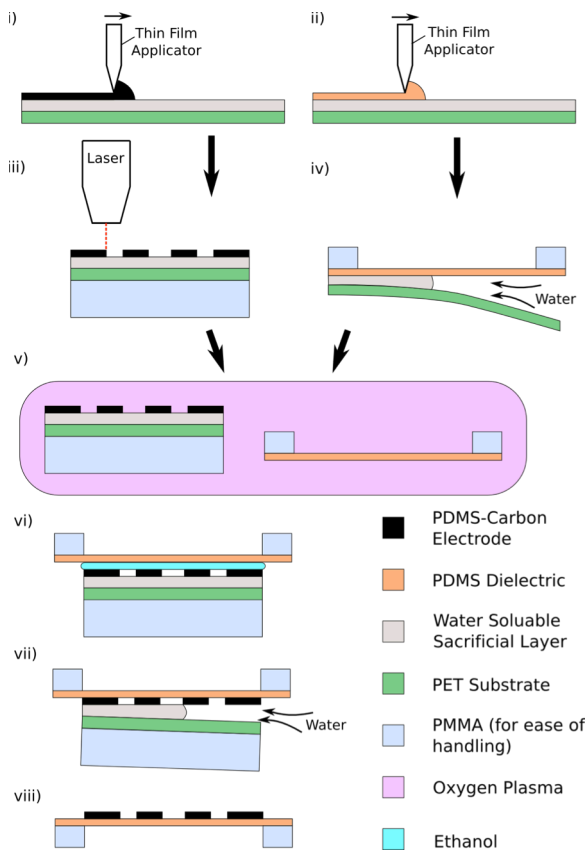 i)
Thin Film
Applicator
ii)
Thin Film
Applicator
iii)
Laser
iv)
Water
v)
vi)
PDMS-Carbon
Electrode
PDMS Dielectric
Water Soluable
Sacrificial Layer
vii)
Water
PET Substrate
PMMA (for ease of
handling)
Oxygen Plasma
viii)
Ethanol